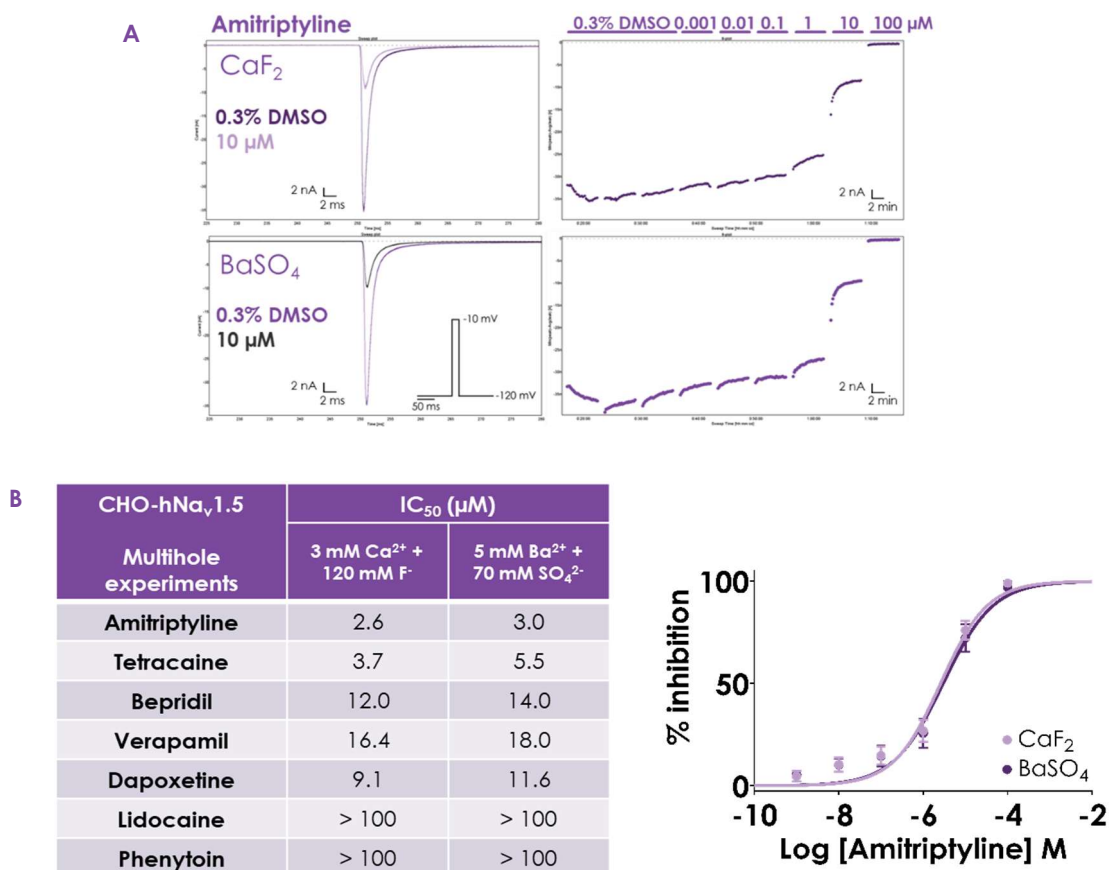 A
Amitriptyline
0.3% DMSO 0.001 0.01 0.1 1 10 100 µM
CaF2
0.3% DMSO
10 µM
2 nA
2 ms
2 nA
2 min
BaSO4
0.3% DMSO
10 µM
-10 mV
-120 mV
50 ms
2 nA
2 ms
2 nA
2 min
B
CHO-hNav1.5 IC50 (µM)
Multihole experiments
3 mM Ca2+ + 120 mM F-
5 mM Ba2+ + 70 mM SO42-
Amitriptyline 2.6 3.0
Tetracaine 3.7 5.5
Bepridil 12.0 14.0
Verapamil 16.4 18.0
Dapoxetine 9.1 11.6
Lidocaine > 100 > 100
Phenytoin > 100 > 100
% inhibition
100
50
0
CaF2
BaSO4
-10 -8 -6 -4 -2
Log [Amitriptyline] M